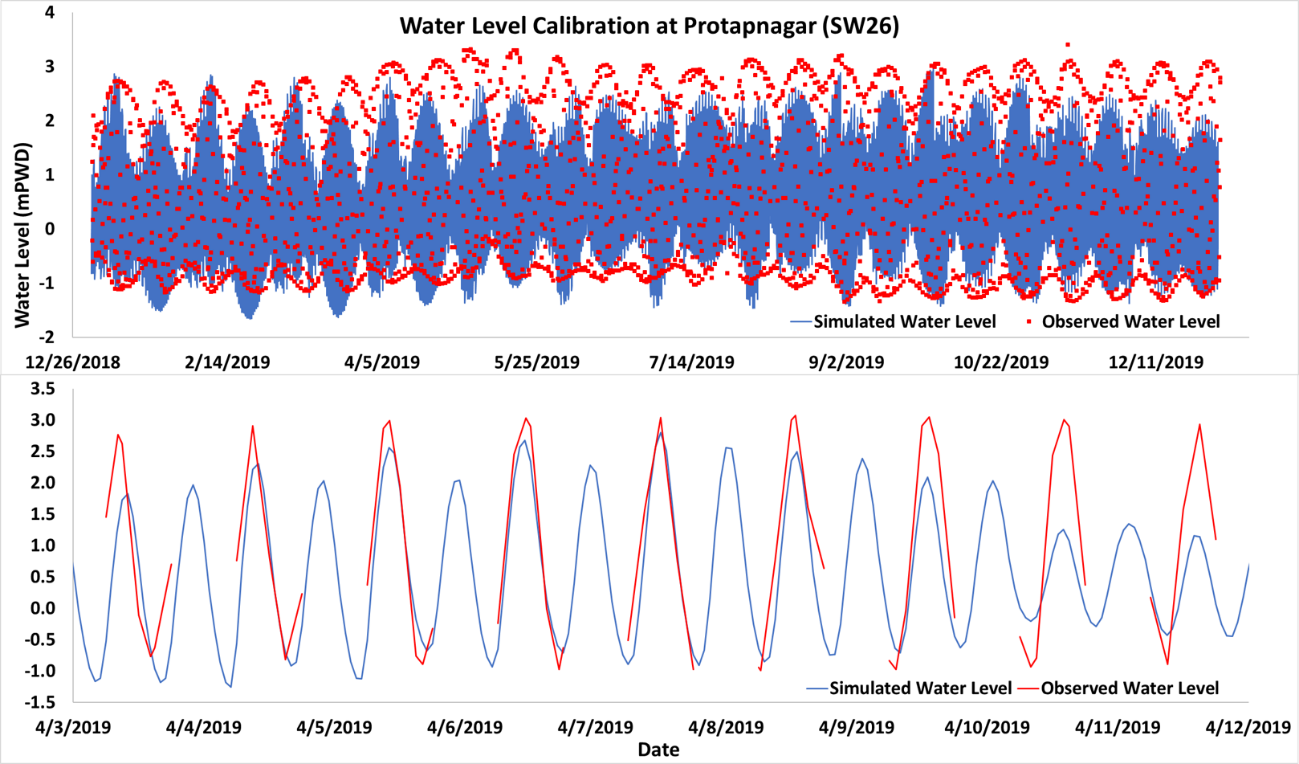 Water Level Calibration at Protapnagar (SW26)
Water Level (mPWD)
4
3
2
1
0
-1
-2
Simulated Water Level Observed Water Level
12/26/2018 2/14/2019 4/5/2019 5/25/2019 7/14/2019 9/2/2019 10/22/2019 12/11/2019
3.5
3.0
2.5
2.0
1.5
1.0
0.5
0.0
-0.5
-1.0
-1.5
Simulated Water Level Observed Water Level
4/3/2019 4/4/2019 4/5/2019 4/6/2019 4/7/2019 4/8/2019 4/9/2019 4/10/2019 4/11/2019 4/12/2019
Date